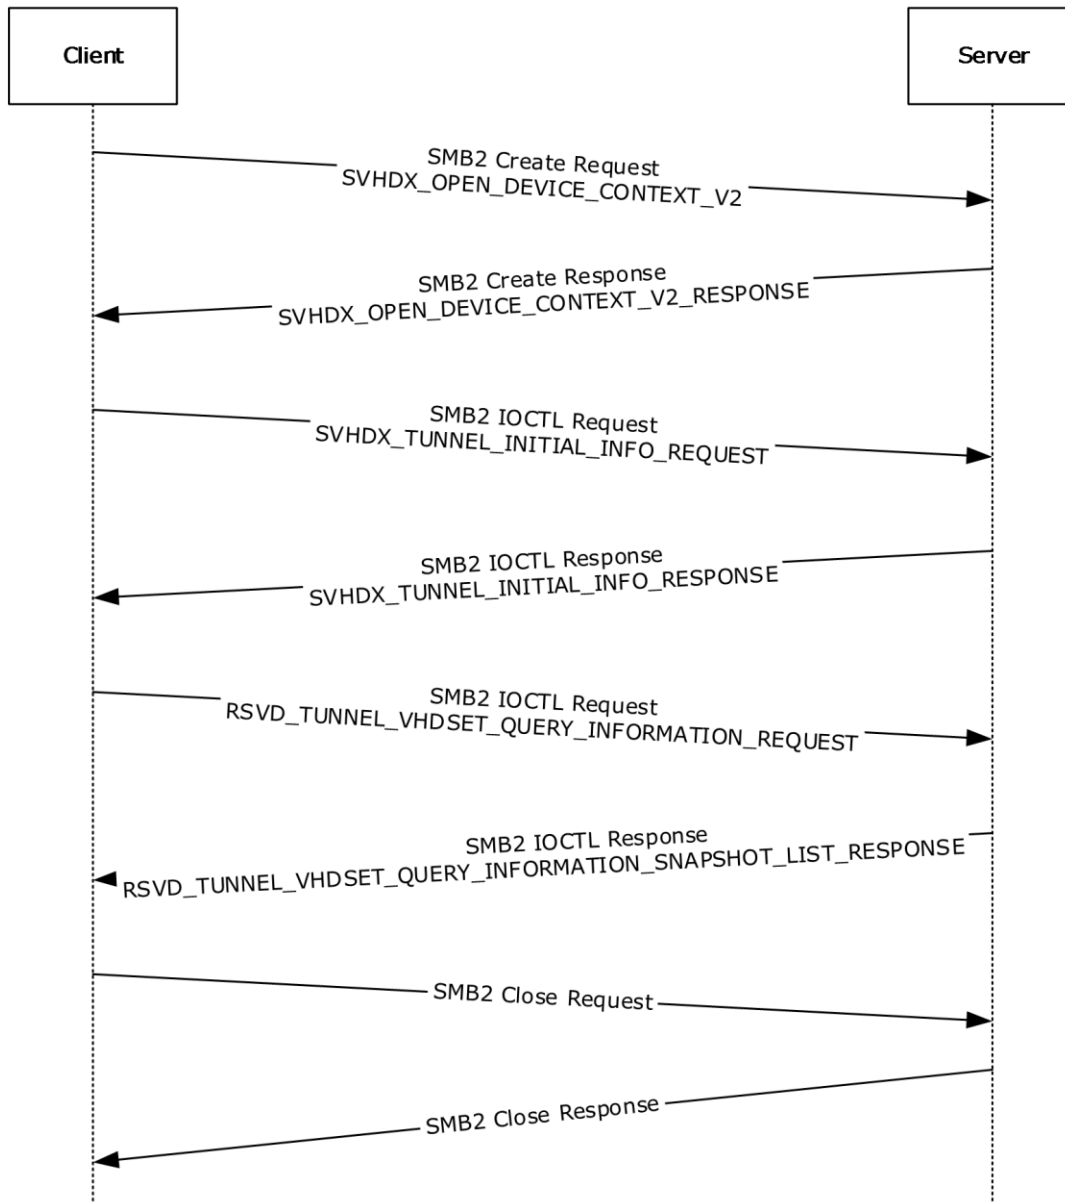 Client
Server
SMB2 Create Request
SVHDX_OPEN_DEVICE_CONTEXT_V2
SMB2 Create Response
SVHDX_OPEN_DEVICE_CONTEXT_V2_RESPONSE
SMB2 IOCTL Request
SVHDX_TUNNEL_INITIAL_INFO_REQUEST
SMB2 IOCTL Response
SVHDX_TUNNEL_INITIAL_INFO_RESPONSE
SMB2 IOCTL Request
RSVD_TUNNEL_VHDSET_QUERY_INFORMATION_REQUEST
SMB2 IOCTL Response
RSVD_TUNNEL_VHDSET_QUERY_INFORMATION_SNAPSHOT_LIST_RESPONSE
SMB2 Close Request
SMB2 Close Response